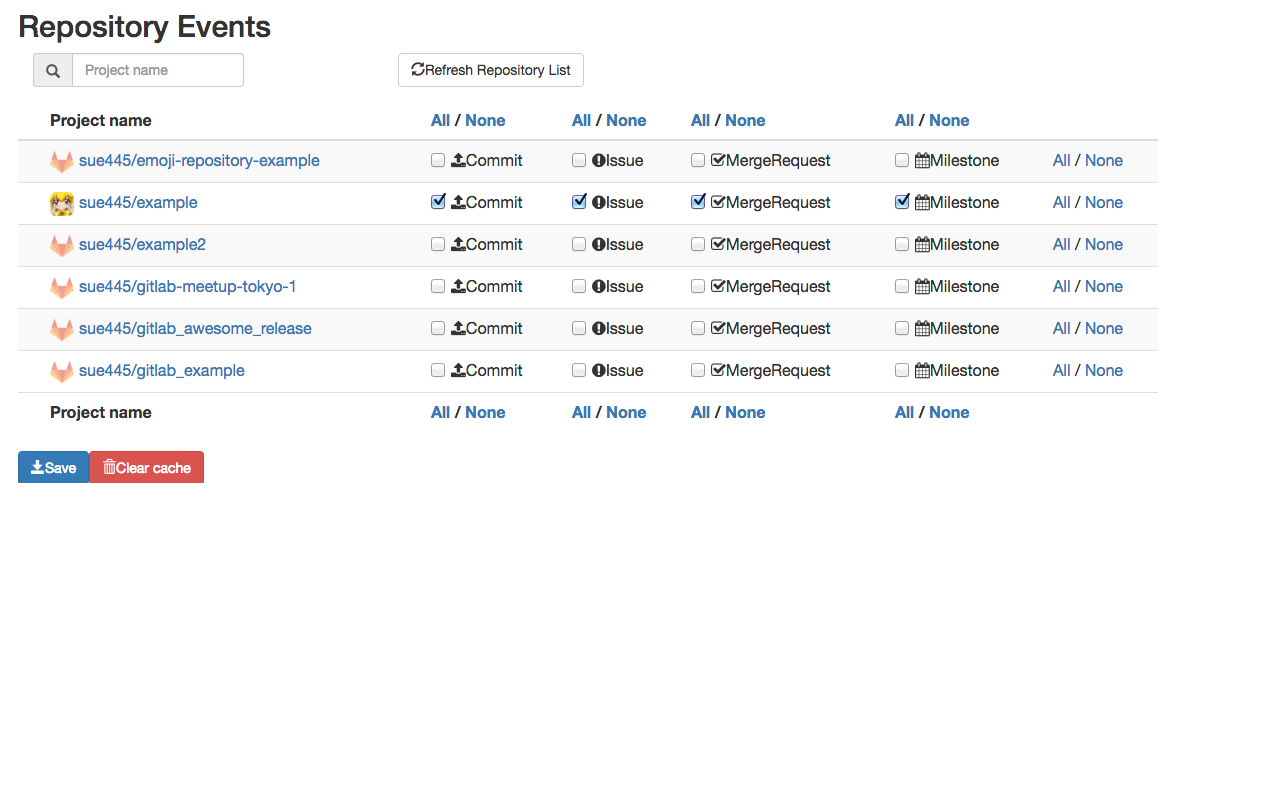 Repository Events
Project name Refresh Repository List
Project name All / None All / None All / None All / None
sue445/emoji-repository-example Commit Issue MergeRequest Milestone All / None
sue445/example Commit Issue MergeRequest Milestone All / None
sue445/example2 Commit Issue MergeRequest Milestone All / None
sue445/gitlab-meetup-tokyo-1 Commit Issue MergeRequest Milestone All / None
sue445/gitlab_awesome_release Commit Issue MergeRequest Milestone All / None
sue445/gitlab_example Commit Issue MergeRequest Milestone All / None
Project name All / None All / None All / None All / None
Save Clear cache